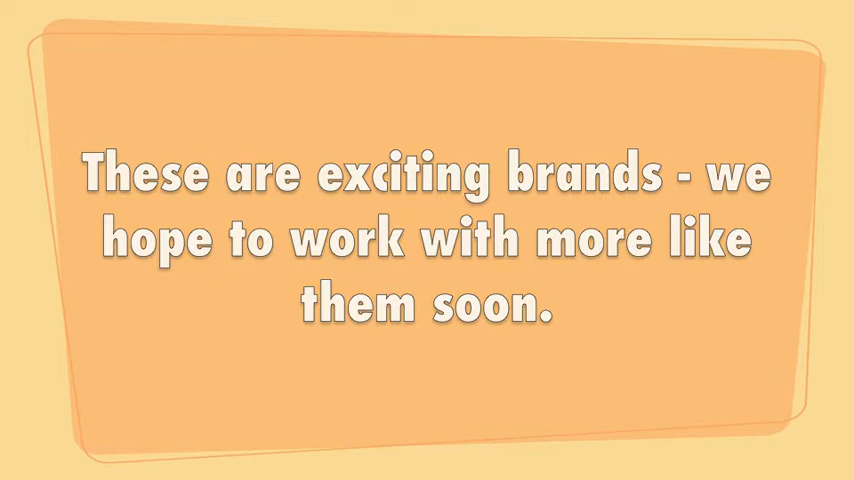 These are exciting brands - we
hope to work with more like
them soon.